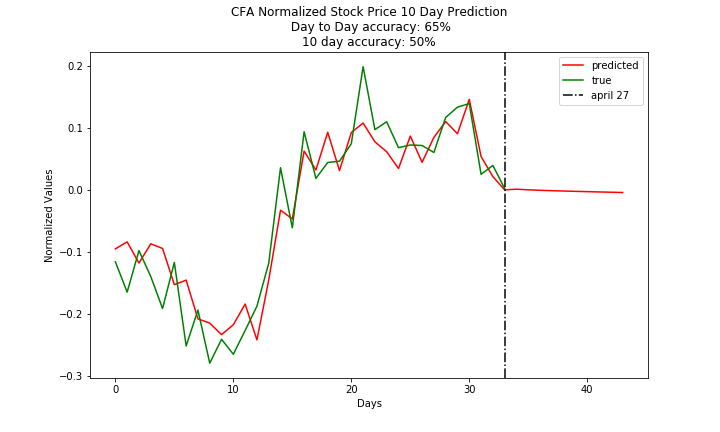 CFA Normalized Stock Price 10 Day Prediction
Day to Day accuracy: 65%
10 day accuracy: 50%
predicted
true
april 27
Normalized Values
0.2
0.1
0.0
−0.1
−0.2
−0.3
0
10
20
30
40
Days